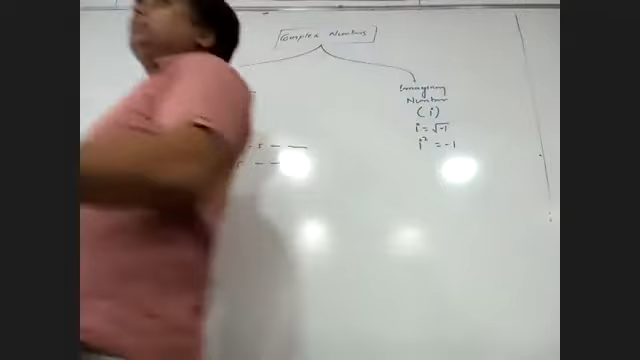 Complex Numbers
Imaginary
Number
(i)
i = √-1
i² = -1